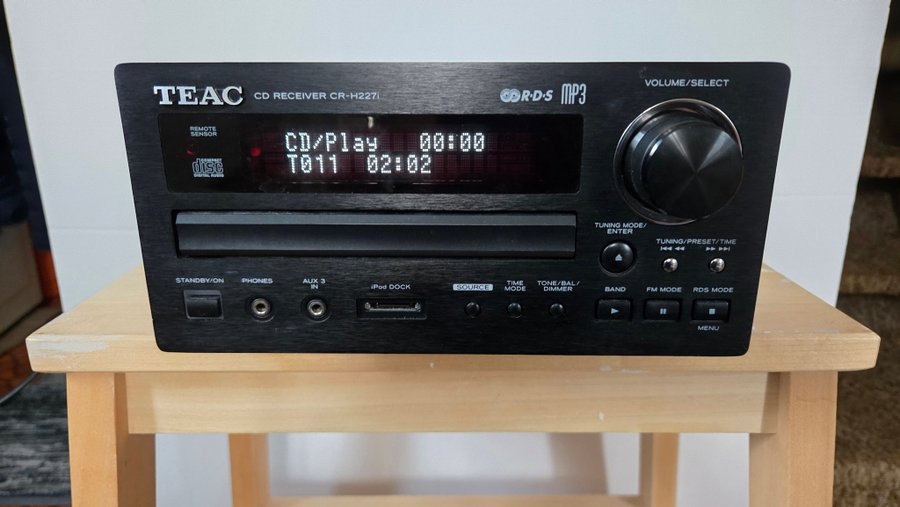 TEAC CD RECEIVER CR-H227i
R·D·S MP3
VOLUME/SELECT
REMOTE
SENSOR
COMPACT
disc
DIGITAL AUDIO
CD/Play 00:00
T011 02:02
TUNING MODE/
ENTER
TUNING/PRESET/TIME
STANDBY/ON
PHONES
AUX 3
IN
iPod DOCK
SOURCE
TIME
MODE
TONE/BAL/
DIMMER
BAND
FM MODE
RDS MODE
MENU